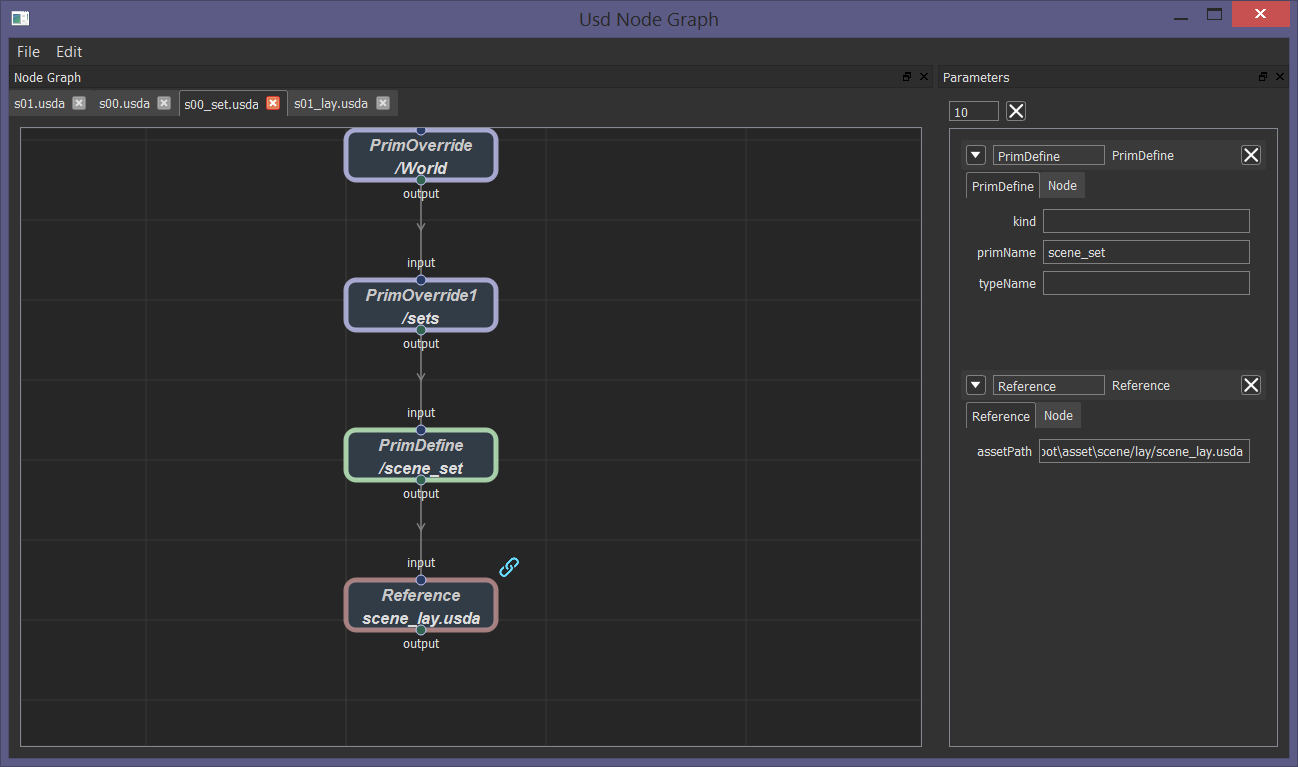 Usd Node Graph
File Edit
Node Graph
s01.usda s00.usda s00_set.usda s01_lay.usda
PrimOverride
/World
output
input
PrimOverride1
/sets
output
input
PrimDefine
/scene_set
output
input
Reference
scene_lay.usda
output
Parameters
10
PrimDefine PrimDefine
PrimDefine Node
kind
primName scene_set
typeName
Reference Reference
Reference Node
assetPath oot\asset\scene/lay/scene_lay.usda